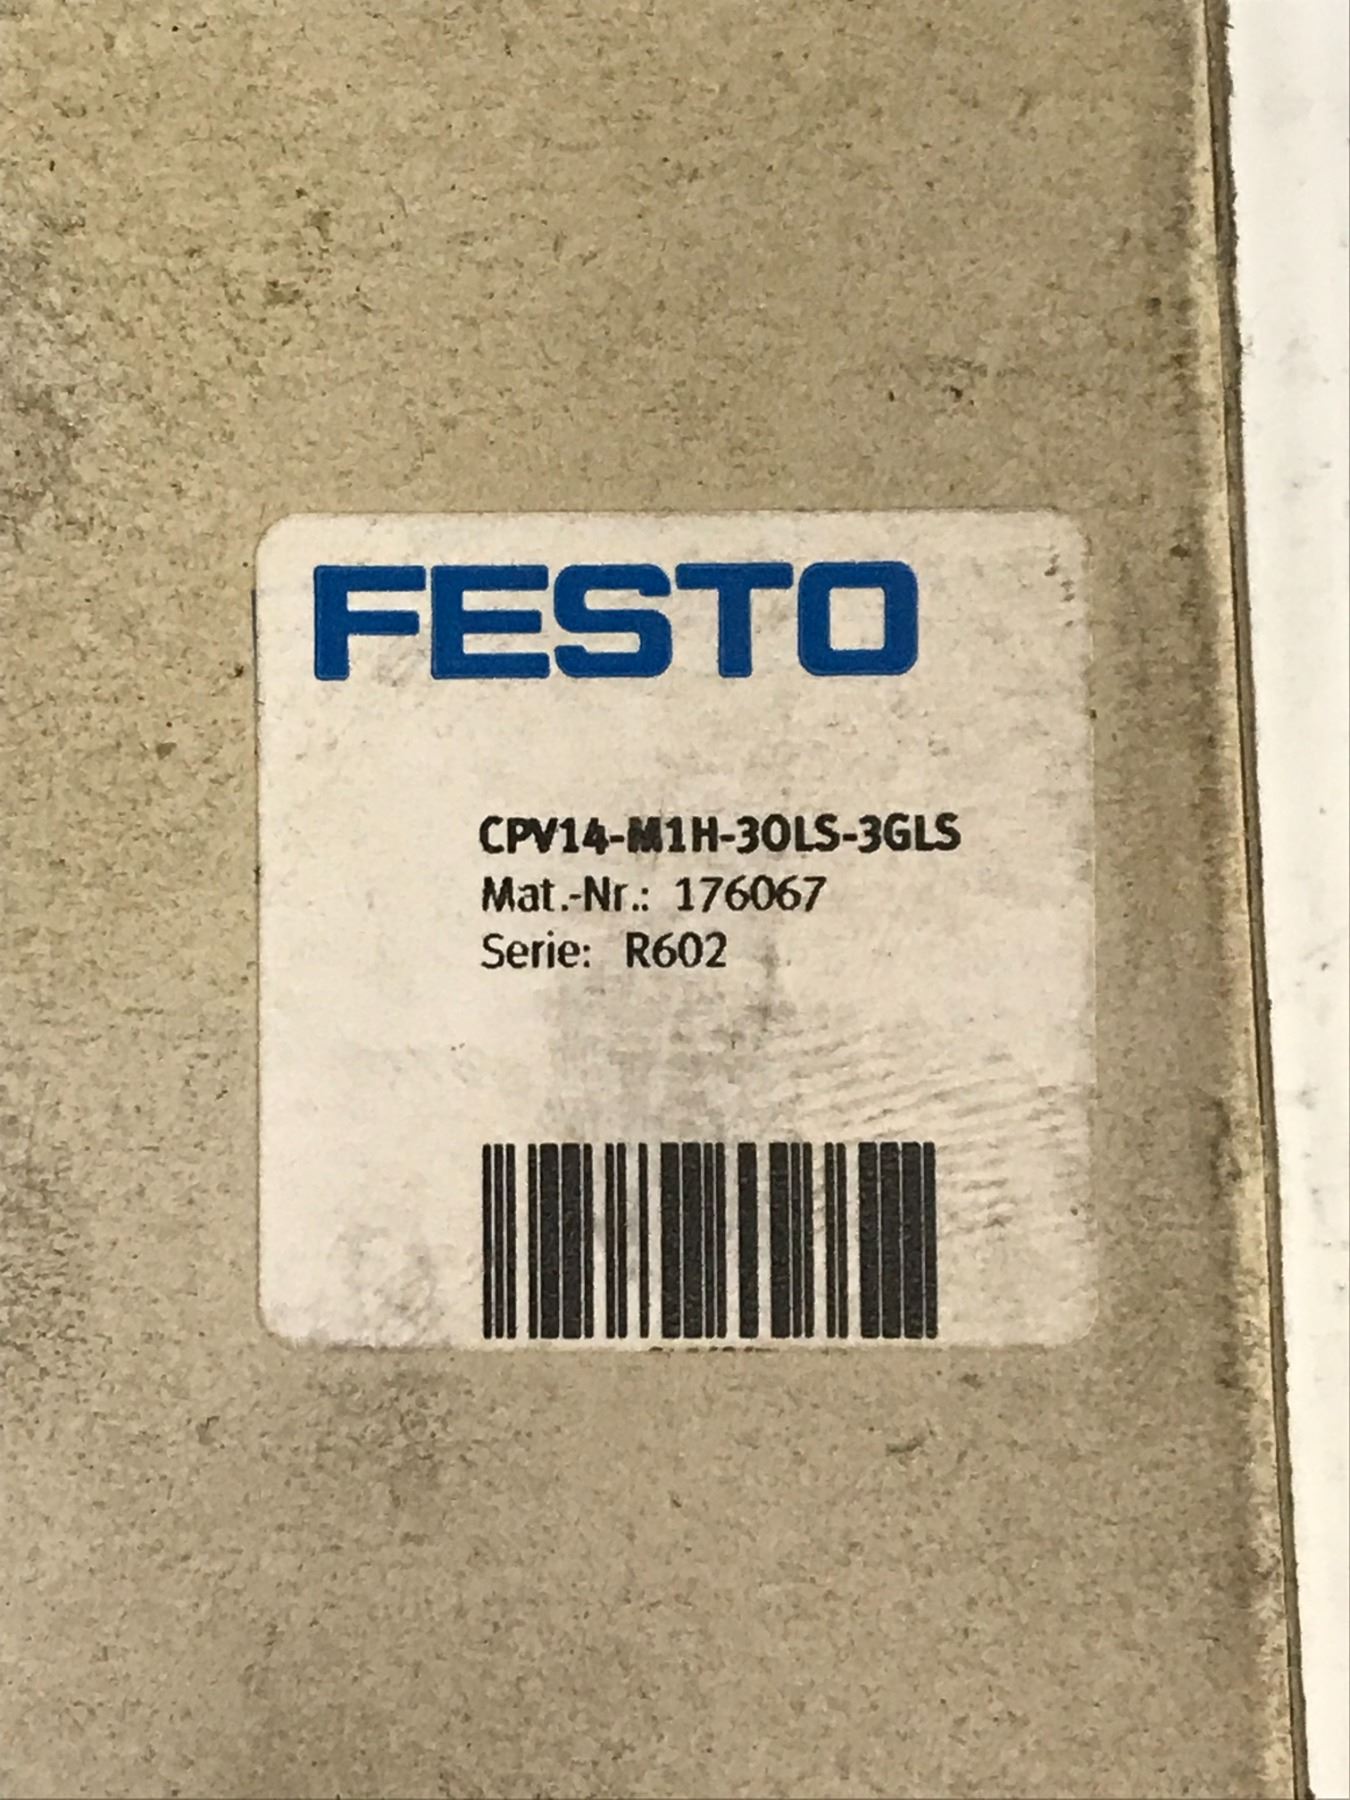 FESTO
CPV14-M1H-3OLS-3GLS
Mat.-Nr.: 176067
Serie: R602